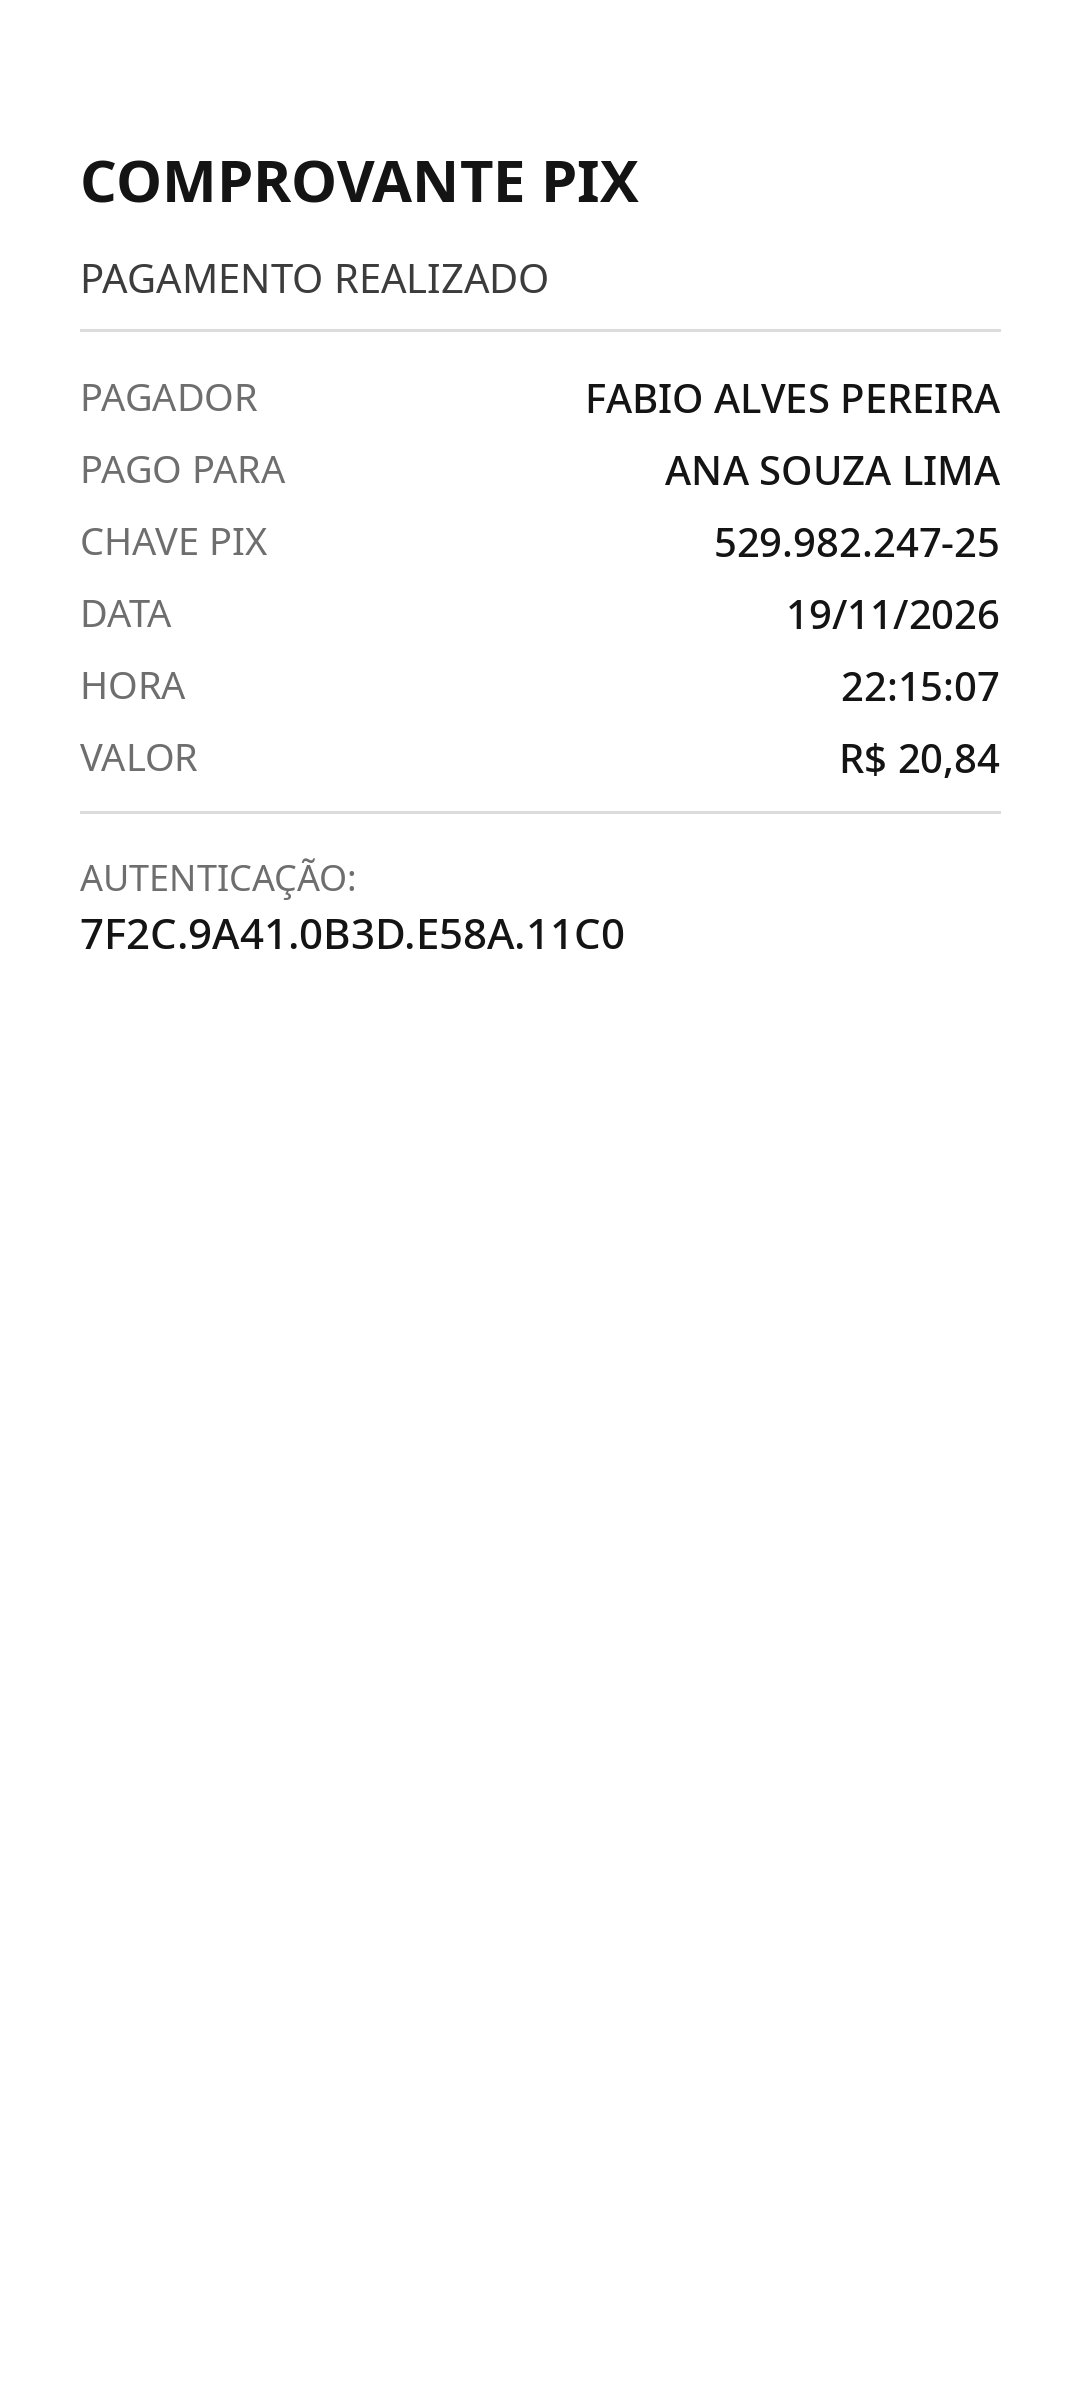 COMPROVANTE PIX
PAGAMENTO REALIZADO
PAGADOR FABIO ALVES PEREIRA
PAGO PARA ANA SOUZA LIMA
CHAVE PIX 529.982.247-25
DATA 19/11/2026
HORA 22:15:07
VALOR R$ 20,84
AUTENTICAÇÃO:
7F2C.9A41.0B3D.E58A.11C0